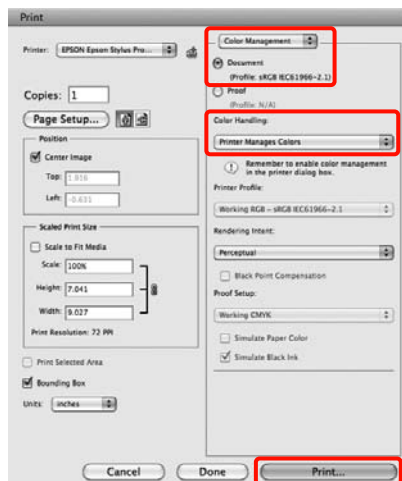 Print
Printer: EPSON Epson Stylus Pro...
Copies: 1
Page Setup...
Position
Center Image
Top: 1.816
Left: -0.631
Scaled Print Size
Scale to Fit Media
Scale: 100%
Height: 7.041
Width: 9.027
Print Resolution: 72 PPI
Print Selected Area
Bounding Box
Units: inches
Color Management
Document
(Profile: sRGB IEC61966-2.1)
Proof
(Profile: N/A)
Color Handling:
Printer Manages Colors
Remember to enable color management
in the printer dialog box.
Printer Profile:
Working RGB - sRGB IEC61966-2.1
Rendering Intent:
Perceptual
Black Point Compensation
Proof Setup:
Working CMYK
Simulate Paper Color
Simulate Black Ink
Cancel
Done
Print...